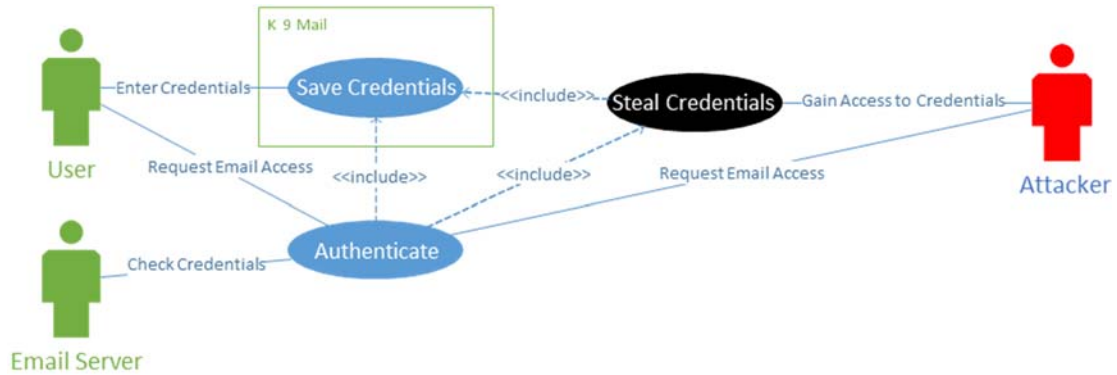 K 9 Mail
Enter Credentials
Save Credentials
<<include>>
Steal Credentials
Gain Access to Credentials
User
Request Email Access
<<include>>
<<include>>
Request Email Access
Attacker
Authenticate
Check Credentials
Email Server